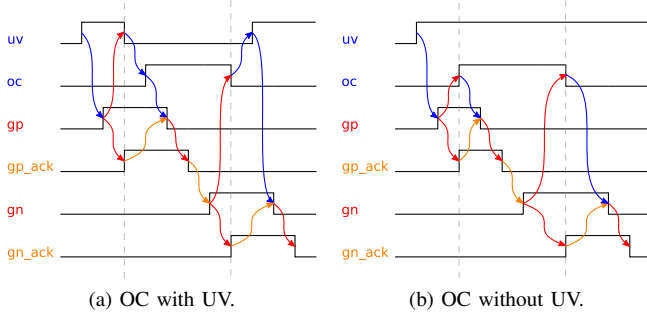 uv
uv
oc
oc
gp
gp
gp_ack
gp_ack
gn
gn
gn_ack
gn_ack
(a) OC with UV.
(b) OC without UV.